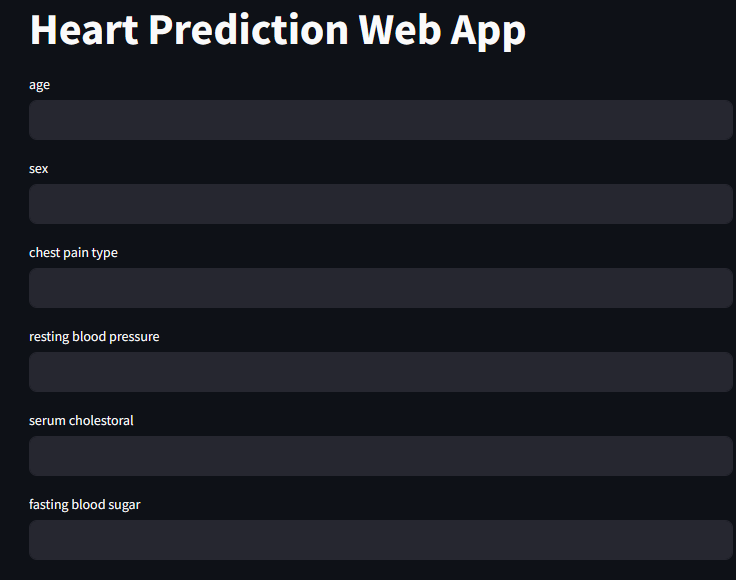 Heart Prediction Web App
age
sex
chest pain type
resting blood pressure
serum cholestoral
fasting blood sugar